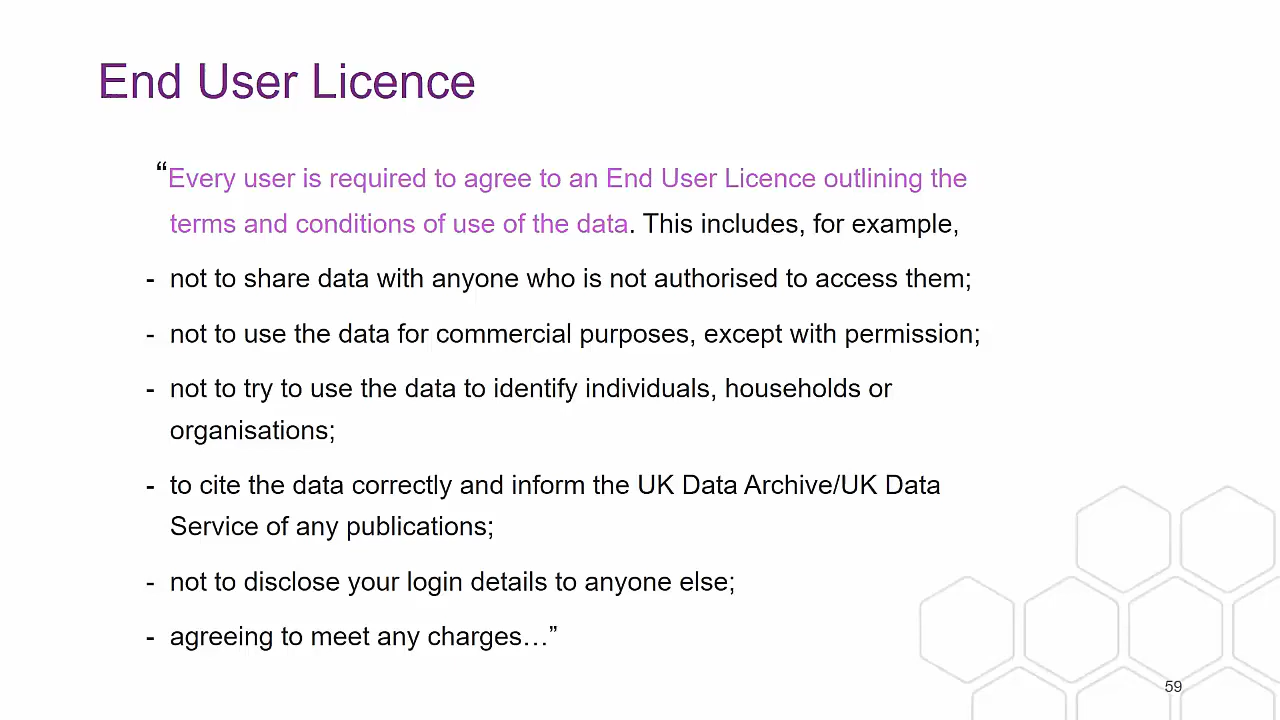 End User Licence
“Every user is required to agree to an End User Licence outlining the
terms and conditions of use of the data. This includes, for example,
- not to share data with anyone who is not authorised to access them;
- not to use the data for commercial purposes, except with permission;
- not to try to use the data to identify individuals, households or
organisations;
- to cite the data correctly and inform the UK Data Archive/UK Data
Service of any publications;
- not to disclose your login details to anyone else;
- agreeing to meet any charges…”
59